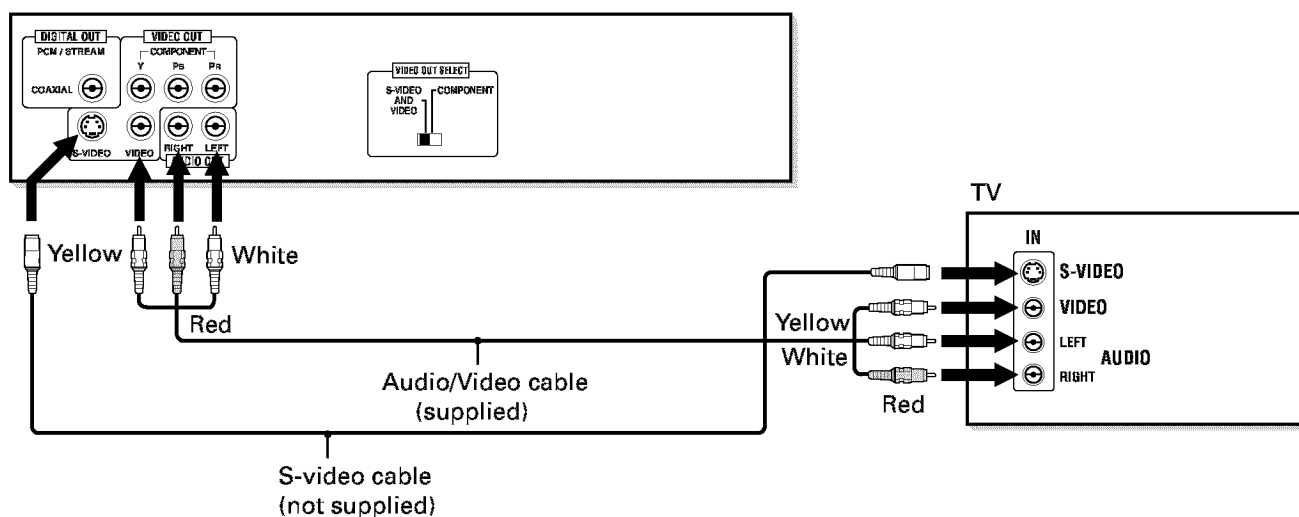 DIGITAL OUT
PCM / STREAM
COAXIAL
VIDEO OUT
COMPONENT
Y PB PR
S-VIDEO VIDEO RIGHT LEFT
AUDIO OUT
VIDEO OUT SELECT
S-VIDEO
AND
VIDEO
COMPONENT
Yellow
White
Red
TV
IN
S-VIDEO
VIDEO
LEFT
AUDIO
RIGHT
Yellow
White
Red
Audio/Video cable
(supplied)
S-video cable
(not supplied)